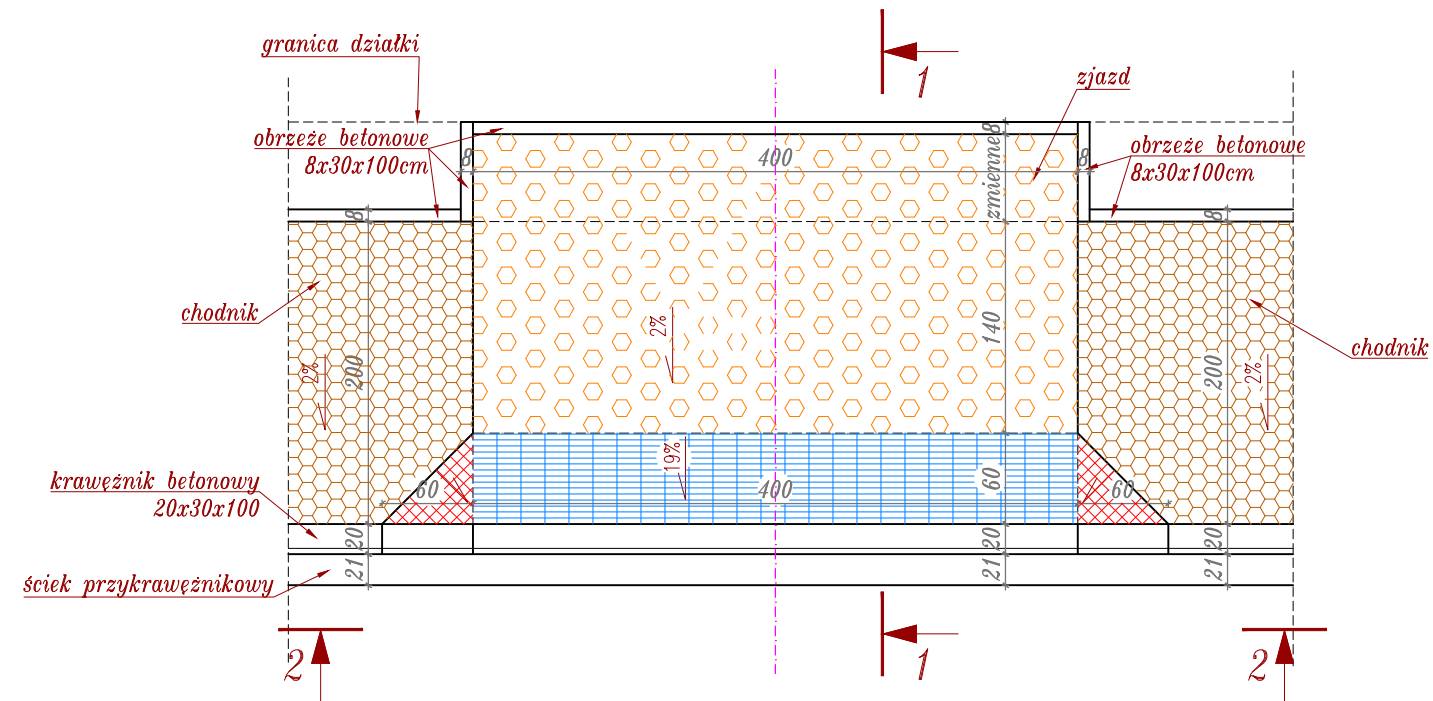 granica działki
1
zjazd
obrzeże betonowe
8x30x100cm
8
400
8
8
zmienne
obrzeże betonowe
8x30x100cm
8
8
chodnik
2%
200
2%
140
chodnik
200
2%
krawężnik betonowy
20x30x100
60
19%
400
60
60
20
20
20
ściek przykrawężnikowy
21
21
21
2
1
2